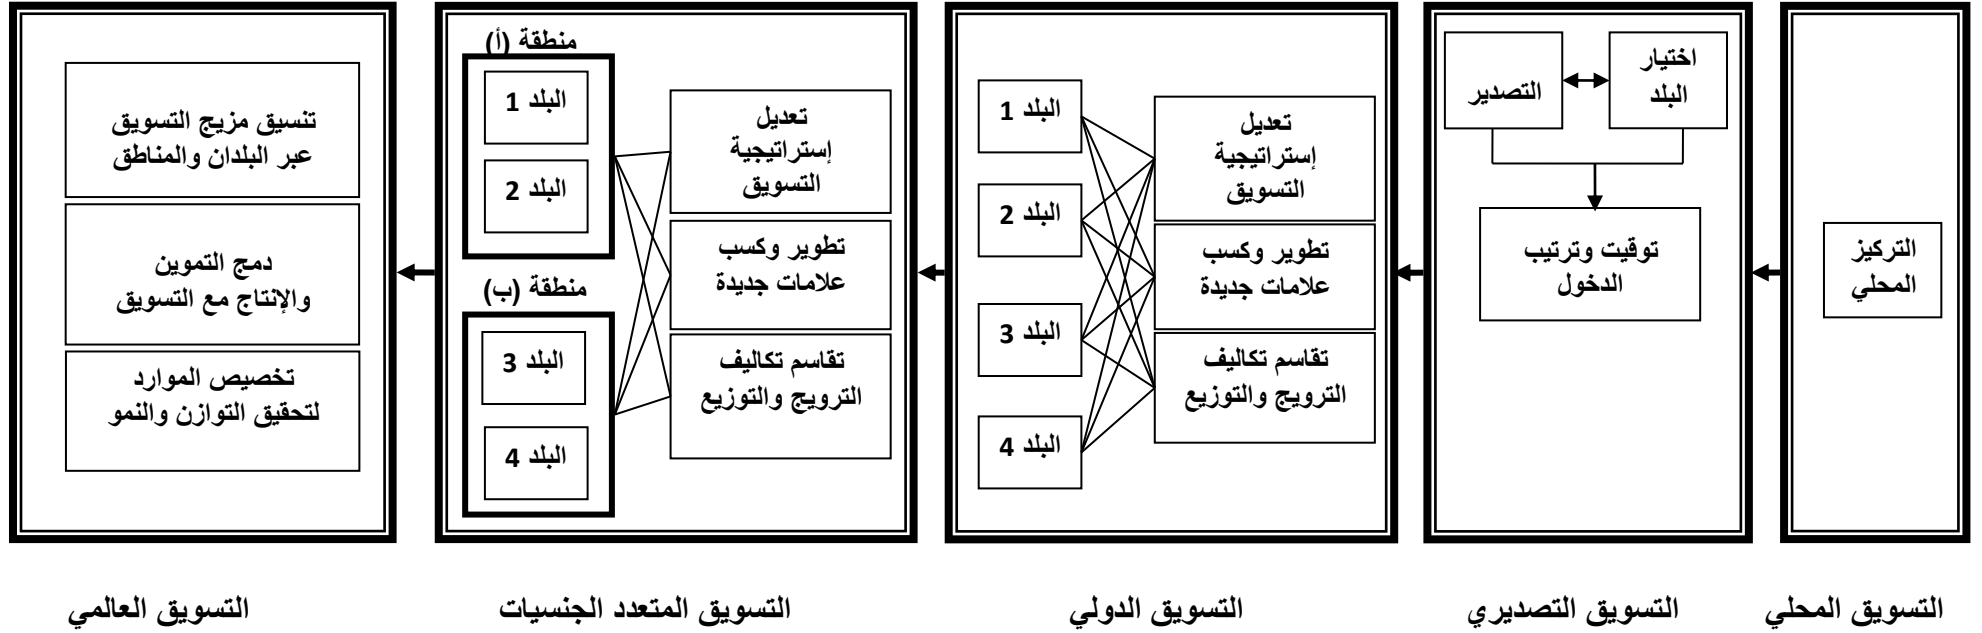 التركيز
المحلي
التسويق المحلي
اختيار
البلد
التصدير
توقيت وترتيب
الدخول
التسويق التصديري
تعديل
إستراتيجية
التسويق
تطوير وكسب
علامات جديدة
تقاسم تكاليف
الترويج والتوزيع
البلد 1
البلد 2
البلد 3
البلد 4
التسويق الدولي
تعديل
إستراتيجية
التسويق
تطوير وكسب
علامات جديدة
تقاسم تكاليف
الترويج والتوزيع
منطقة (أ)
البلد 1
البلد 2
منطقة (ب)
البلد 3
البلد 4
التسويق المتعدد الجنسيات
تنسيق مزيج التسويق
عبر البلدان والمناطق
دمج التموين
والإنتاج مع التسويق
تخصيص الموارد
لتحقيق التوازن والنمو
التسويق العالمي